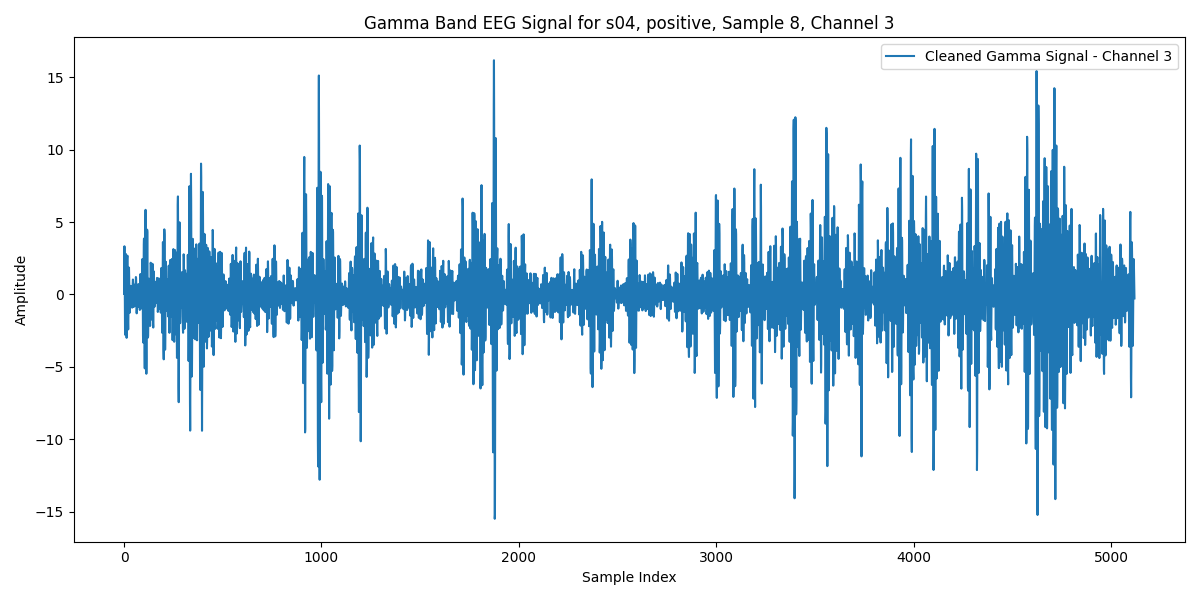 Gamma Band EEG Signal for s04, positive, Sample 8, Channel 3
Cleaned Gamma Signal - Channel 3
Amplitude
15
10
5
0
−5
−10
−15
0 1000 2000 3000 4000 5000
Sample Index